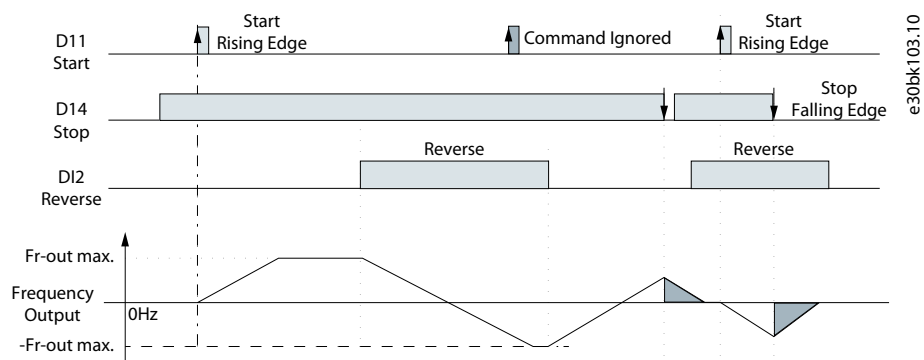 D11
Start
Start
Rising Edge
Command Ignored
Start
Rising Edge
D14
Stop
Stop
Falling Edge
DI2
Reverse
Reverse
Reverse
Fr-out max.
Frequency
Output
0Hz
-Fr-out max.
e30bk103.10